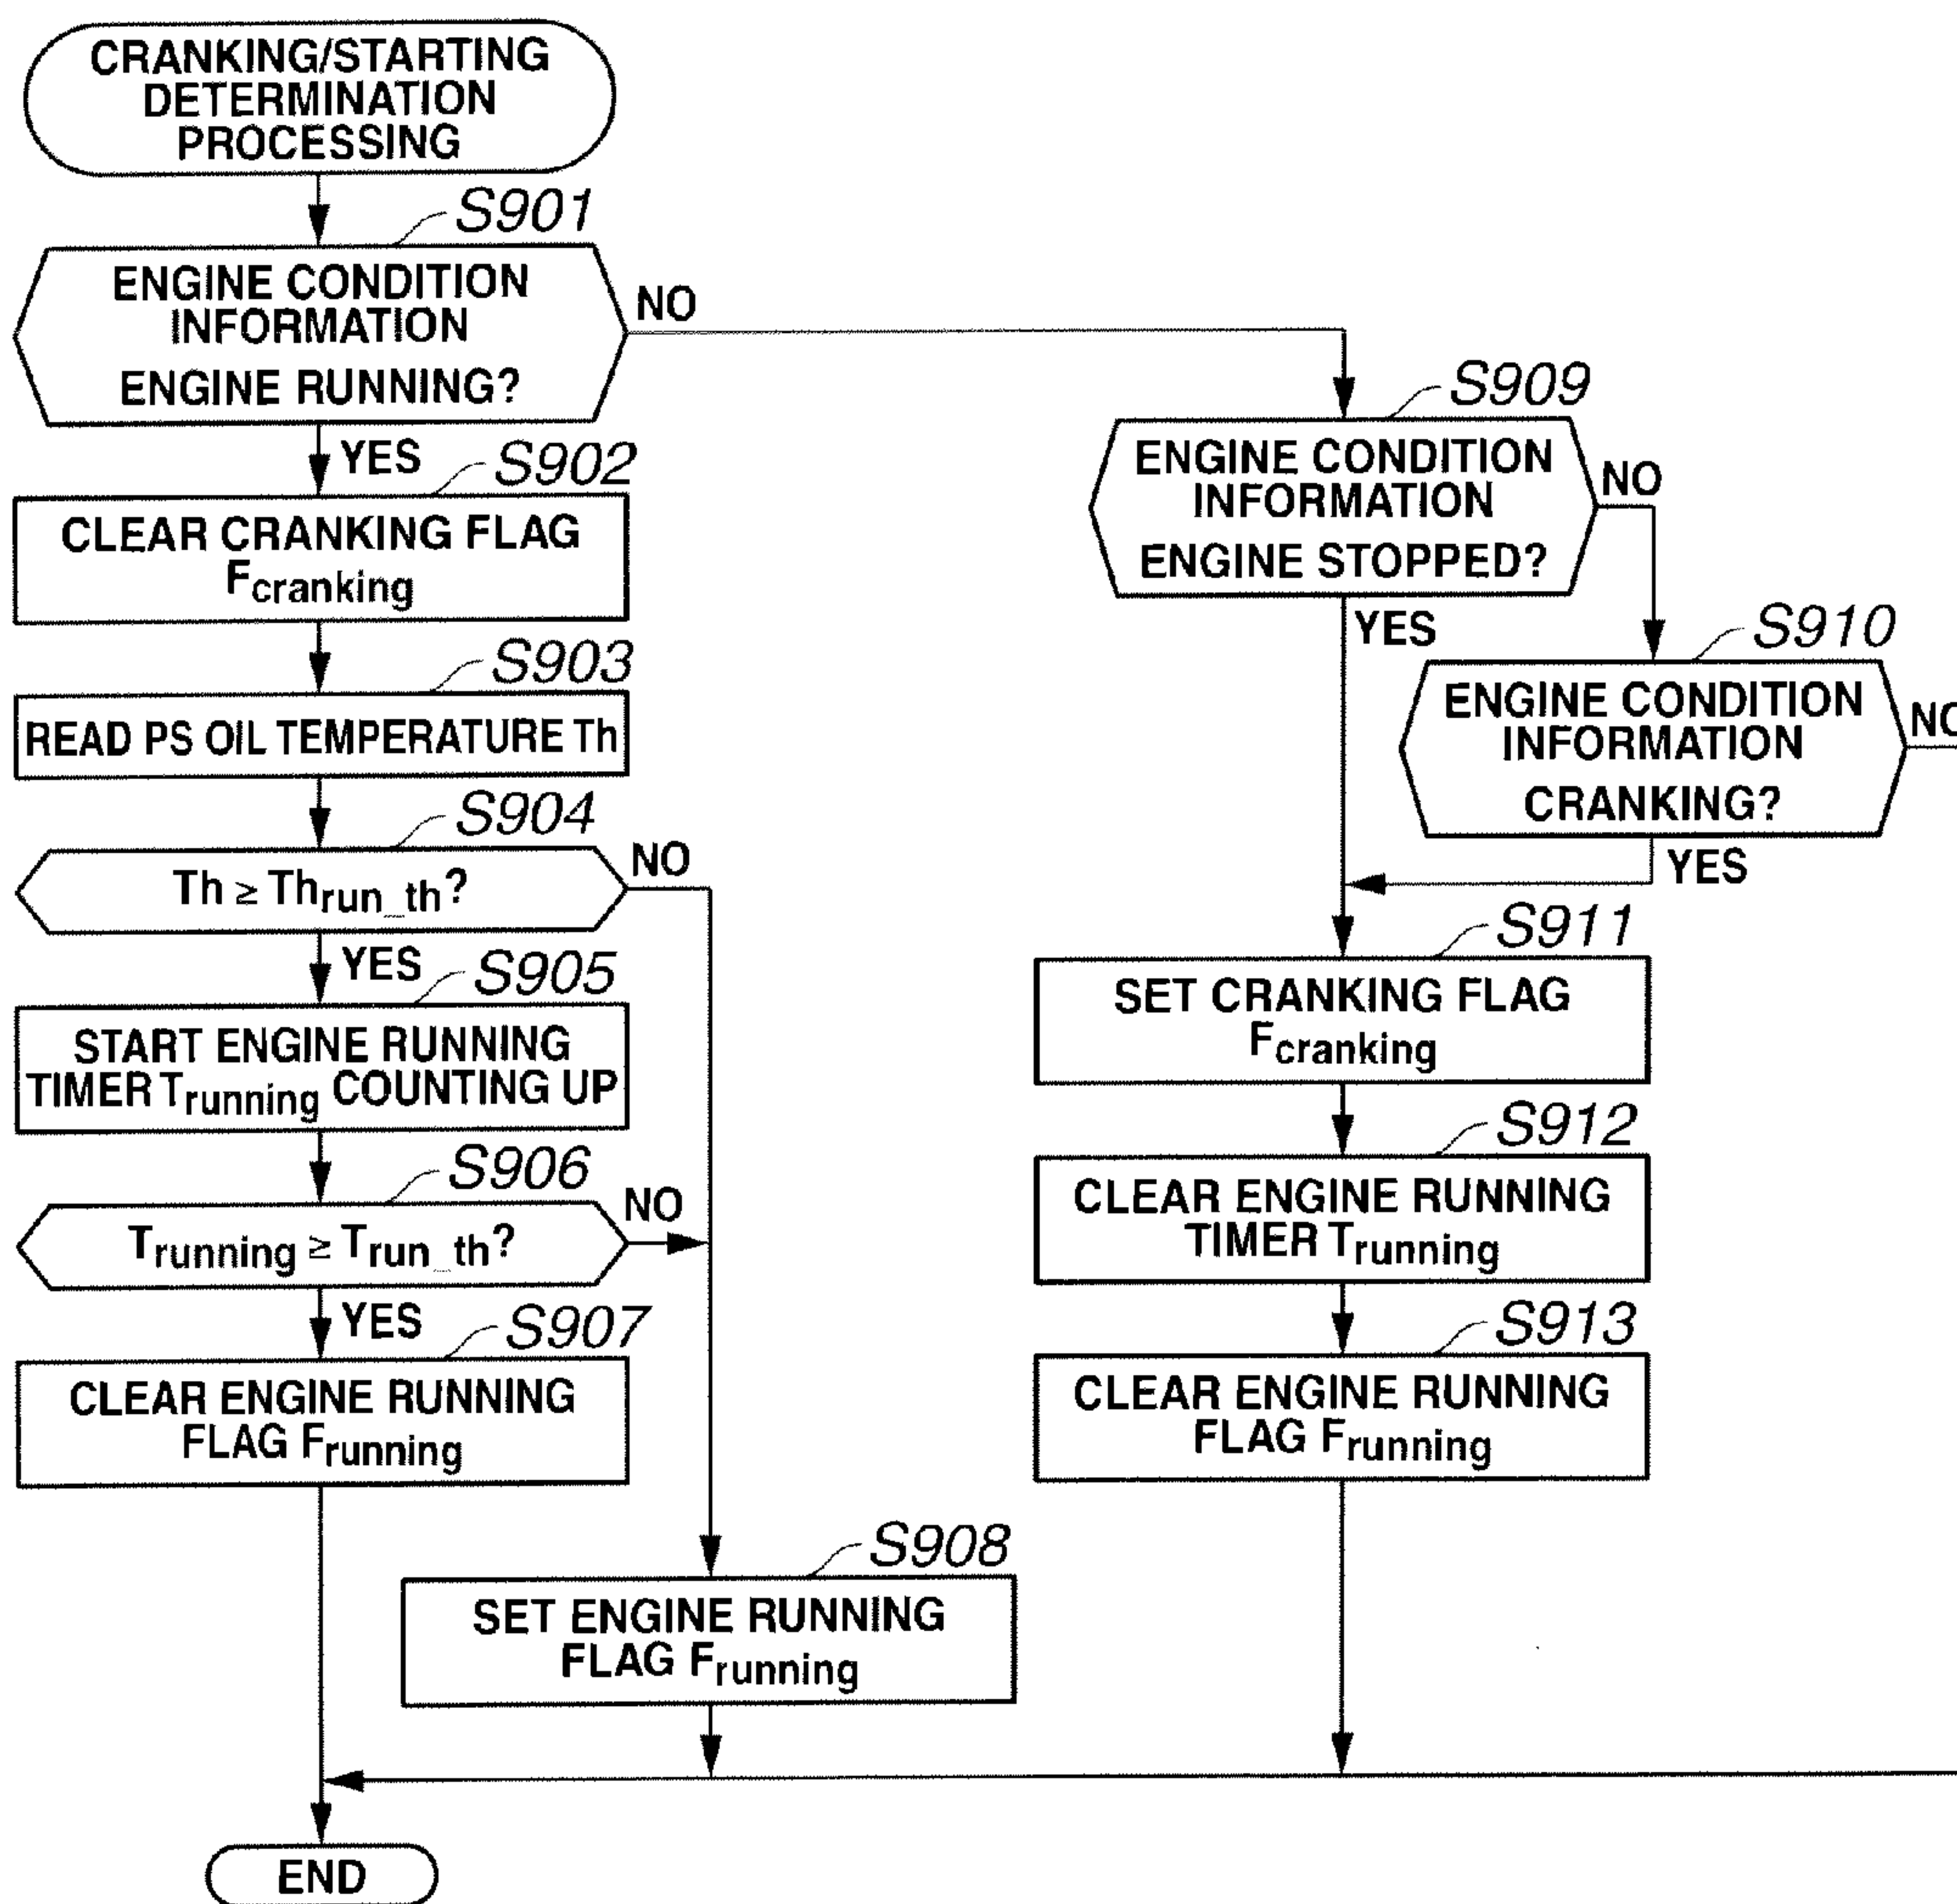 CRANKING/STARTING
DETERMINATION
PROCESSING
S901
ENGINE CONDITION
INFORMATION
ENGINE RUNNING?
NO
YES
S902
CLEAR CRANKING FLAG
Fcranking
S903
READ PS OIL TEMPERATURE Th
S904
Th ≥ Thrun_th?
NO
YES
S905
START ENGINE RUNNING
TIMER Trunning COUNTING UP
S906
Trunning ≥ Trun_th?
NO
YES
S907
CLEAR ENGINE RUNNING
FLAG Frunning
S908
SET ENGINE RUNNING
FLAG Frunning
S909
ENGINE CONDITION
INFORMATION
ENGINE STOPPED?
NO
YES
S910
ENGINE CONDITION
INFORMATION
CRANKING?
NO
YES
S911
SET CRANKING FLAG
Fcranking
S912
CLEAR ENGINE RUNNING
TIMER Trunning
S913
CLEAR ENGINE RUNNING
FLAG Frunning
END